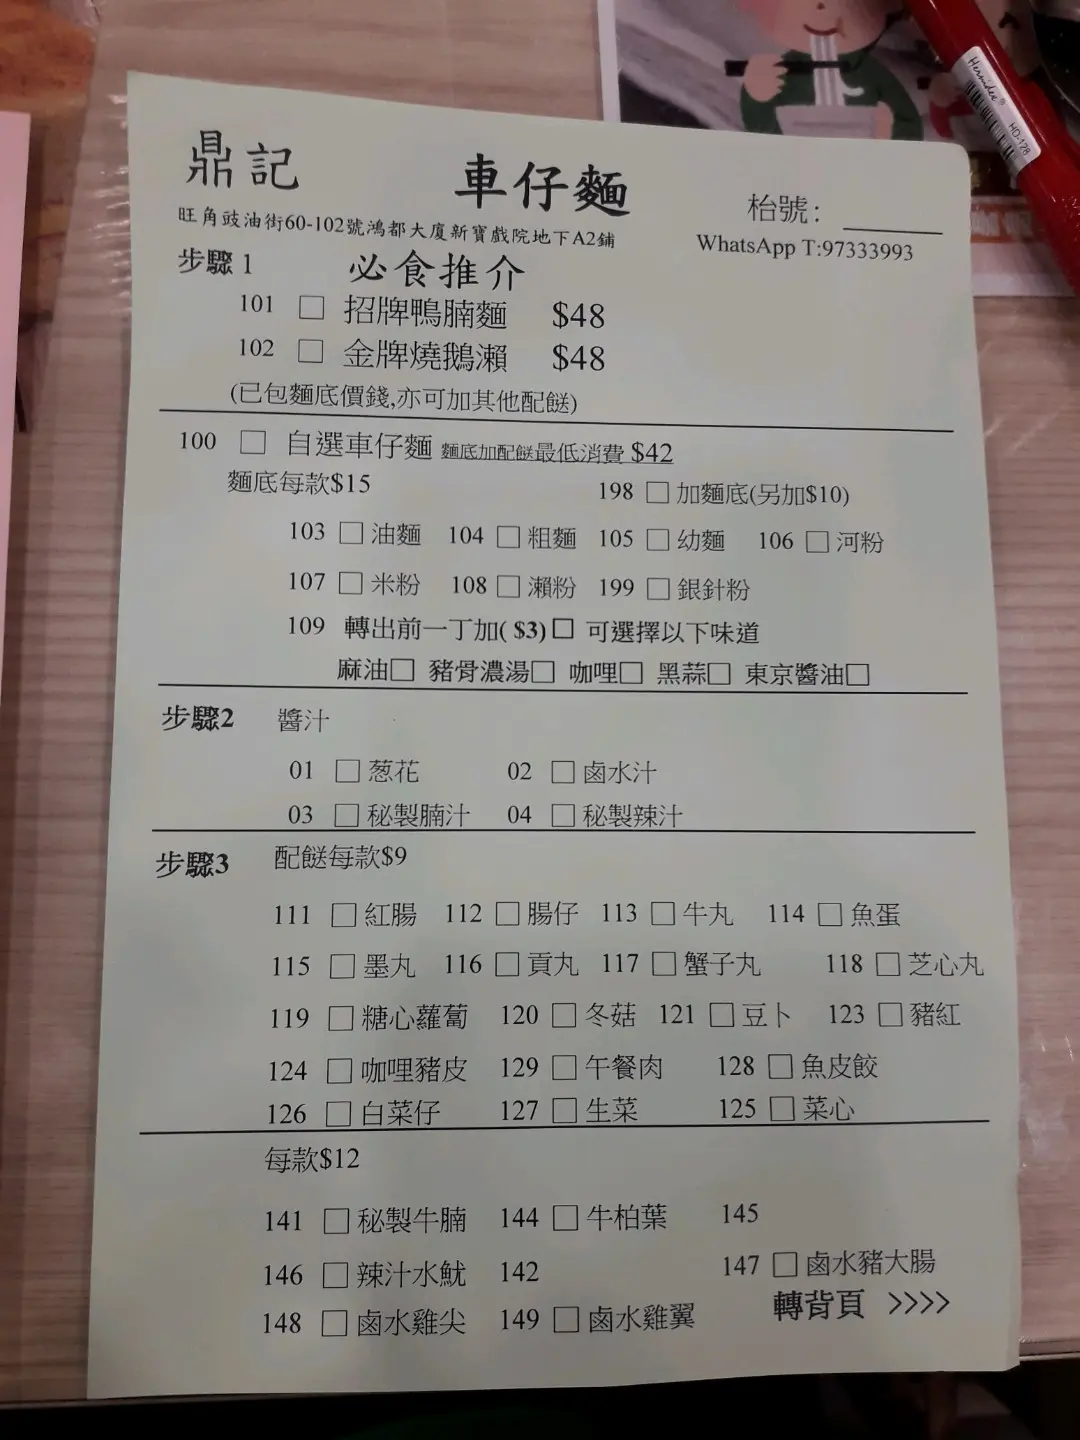 鼎記 車仔麵 枱號：
旺角豉油街60-102號鴻都大廈新寶戲院地下A2鋪
WhatsApp T:97333993
步驟 1 必食推介
101 □ 招牌鴨腩麵 $48
102 □ 金牌燒鵝瀨 $48
(已包麵底價錢,亦可加其他配餸)
100 □ 自選車仔麵 麵底加配餸最低消費 $42
麵底每款$15 198 □ 加麵底(另加$10)
103 □ 油麵 104 □ 粗麵 105 □ 幼麵 106 □ 河粉
107 □ 米粉 108 □ 瀨粉 199 □ 銀針粉
109 轉出前一丁加( $3)□ 可選擇以下味道
麻油□ 豬骨濃湯□ 咖哩□ 黑蒜□ 東京醬油□
步驟2 醬汁
01 □ 葱花 02 □ 鹵水汁
03 □ 秘製腩汁 04 □ 秘製辣汁
步驟3 配餸每款$9
111 □ 紅腸 112 □ 腸仔 113 □ 牛丸 114 □ 魚蛋
115 □ 墨丸 116 □ 貢丸 117 □ 蟹子丸 118 □ 芝心丸
119 □ 糖心蘿蔔 120 □ 冬菇 121 □ 豆卜 123 □ 豬紅
124 □ 咖哩豬皮 129 □ 午餐肉 128 □ 魚皮餃
126 □ 白菜仔 127 □ 生菜 125 □ 菜心
每款$12
141 □ 秘製牛腩 144 □ 牛柏葉 145
146 □ 辣汁水魷 142 147 □ 鹵水豬大腸
148 □ 鹵水雞尖 149 □ 鹵水雞翼
轉背頁 >>>>
HD-128